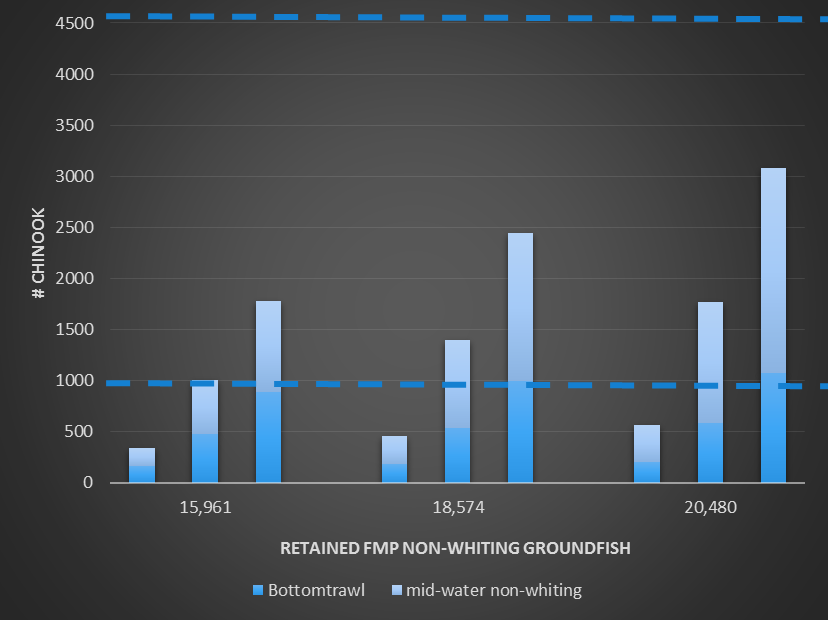 4500
4000
3500
3000
2500
2000
1500
1000
500
0
# CHINOOK
15,961 18,574 20,480
RETAINED FMP NON-WHITING GROUNDFISH
Bottomtrawl mid-water non-whiting